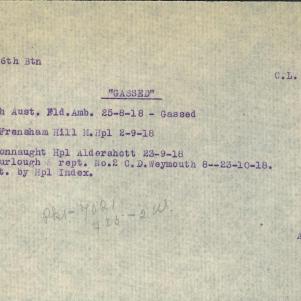 6th Btn
C.L.
"GASSED"
h Aust. Fld.Amb. 25-8-18 - Gassed
Frensham Hill M.Hpl 2-9-18
onnaught Hpl Aldershott 23-9-18
urlough & rept. No.2 C.D.Weymouth 8--23-10-18.
t. by Hpl Index.
A